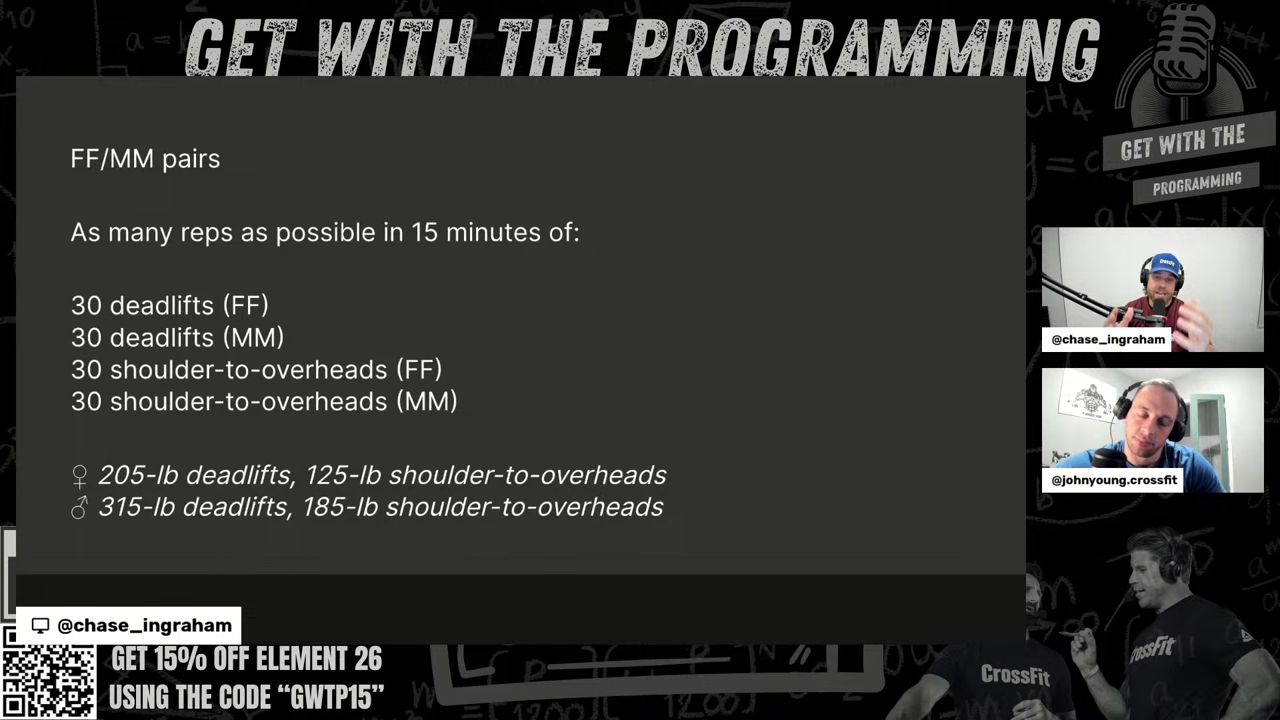 GET WITH THE PROGRAMMING
GET WITH THE
PROGRAMMING
FF/MM pairs
As many reps as possible in 15 minutes of:
30 deadlifts (FF)
30 deadlifts (MM)
30 shoulder-to-overheads (FF)
30 shoulder-to-overheads (MM)
♀ 205-lb deadlifts, 125-lb shoulder-to-overheads
♂ 315-lb deadlifts, 185-lb shoulder-to-overheads
CrossFit
@chase_ingraham
@johnyoung.crossfit
@chase_ingraham
GET 15% OFF ELEMENT 26
USING THE CODE “GWTP15”
CrossFit
CrossFit